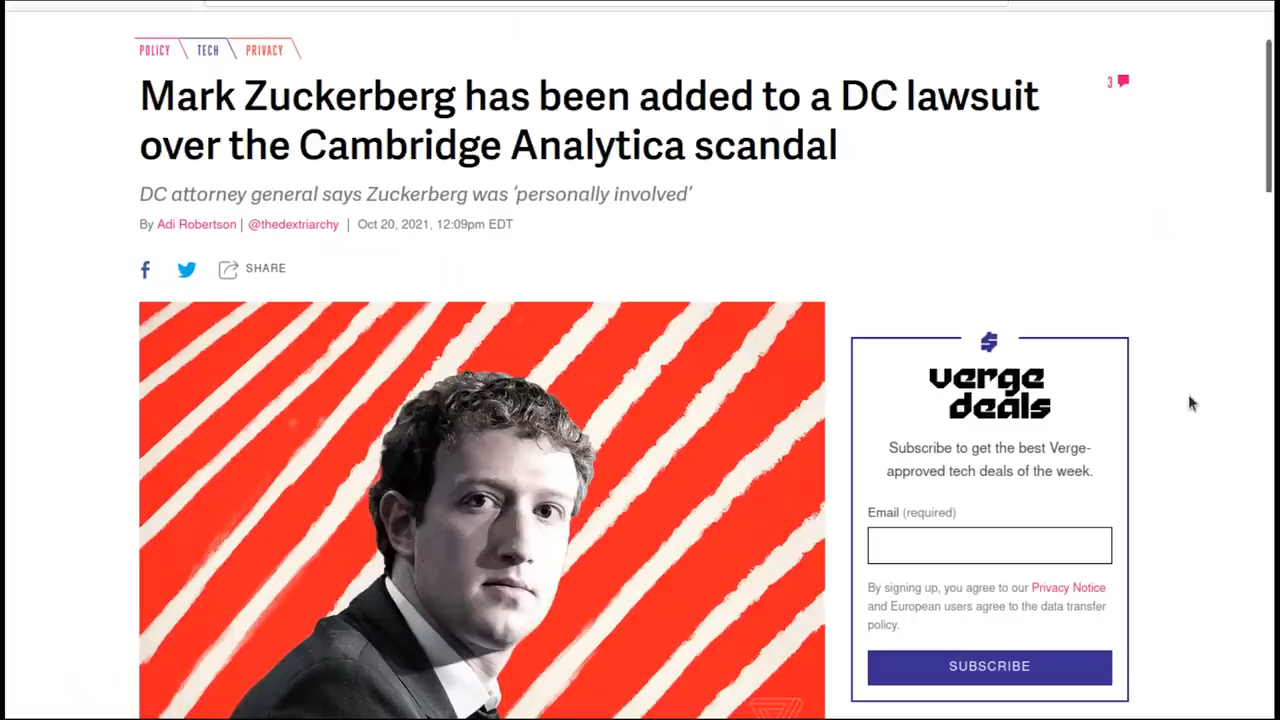 POLICY TECH PRIVACY
Mark Zuckerberg has been added to a DC lawsuit
over the Cambridge Analytica scandal
3
DC attorney general says Zuckerberg was ‘personally involved’
By Adi Robertson | @thedextriarchy | Oct 20, 2021, 12:09pm EDT
SHARE
verge
deals
Subscribe to get the best Verge-
approved tech deals of the week.
Email (required)
By signing up, you agree to our Privacy Notice
and European users agree to the data transfer
policy.
SUBSCRIBE